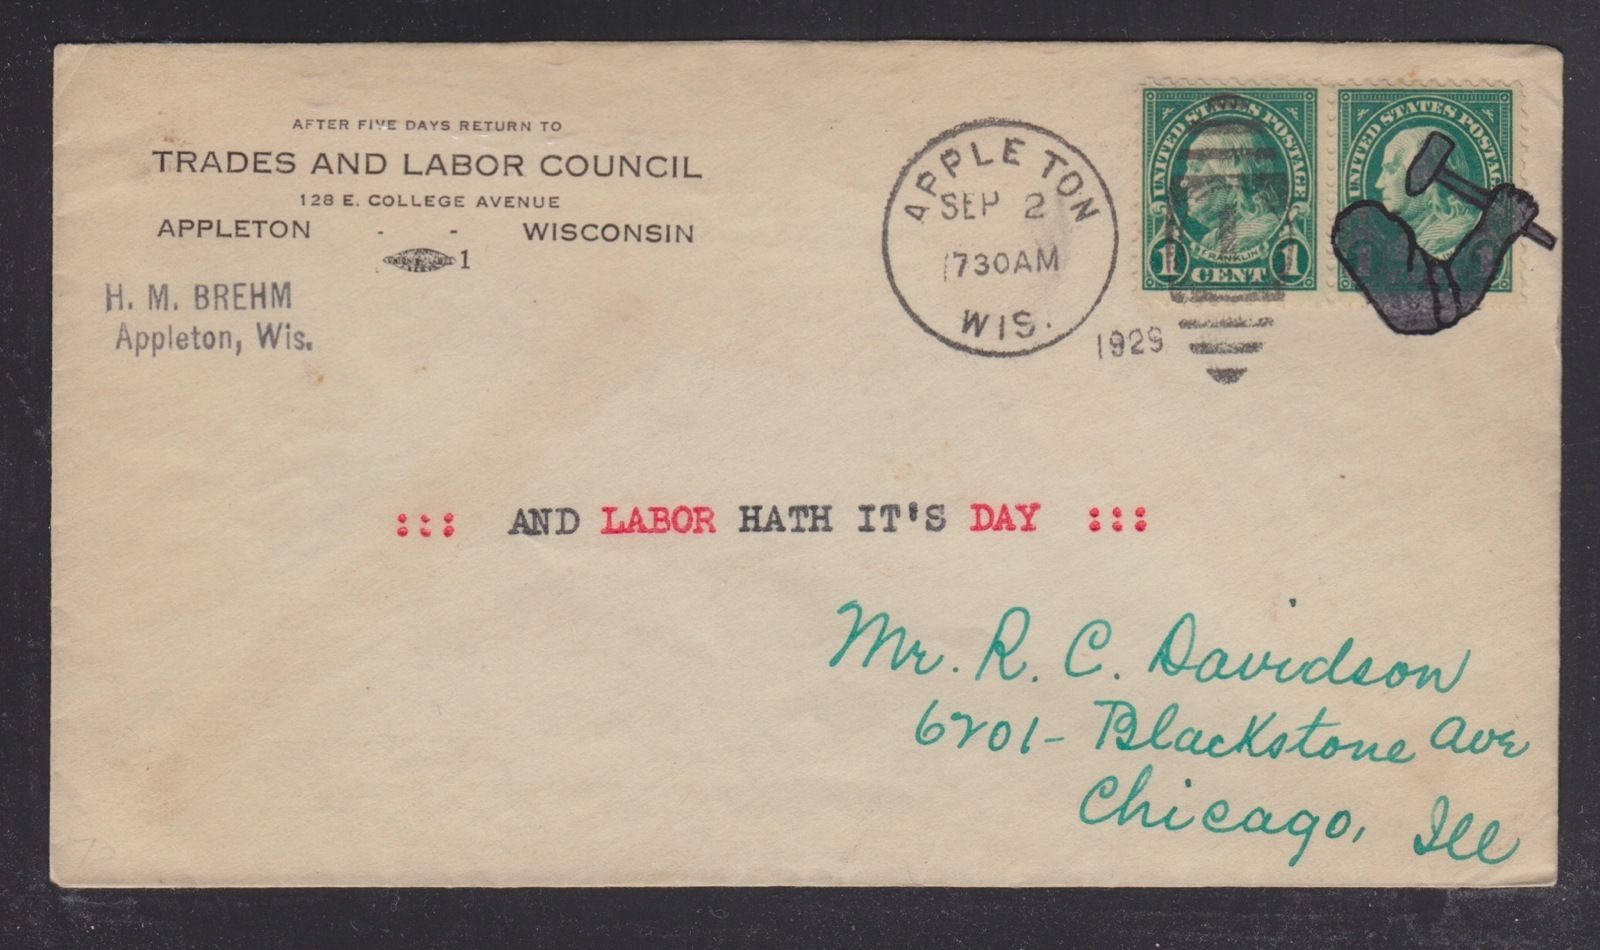 AFTER FIVE DAYS RETURN TO
TRADES AND LABOR COUNCIL
128 E. COLLEGE AVENUE
APPLETON - - WISCONSIN
1
H. M. BREHM
Appleton, Wis.
APPLETON
SEP 2
730AM
WIS.
1929
UNITED STATES POSTAGE
FRANKLIN
1 CENT 1
UNITED STATES POSTAGE
::: AND LABOR HATH IT'S DAY :::
Mr. R. C. Davidson
6201- Blackstone Ave
Chicago, Ill